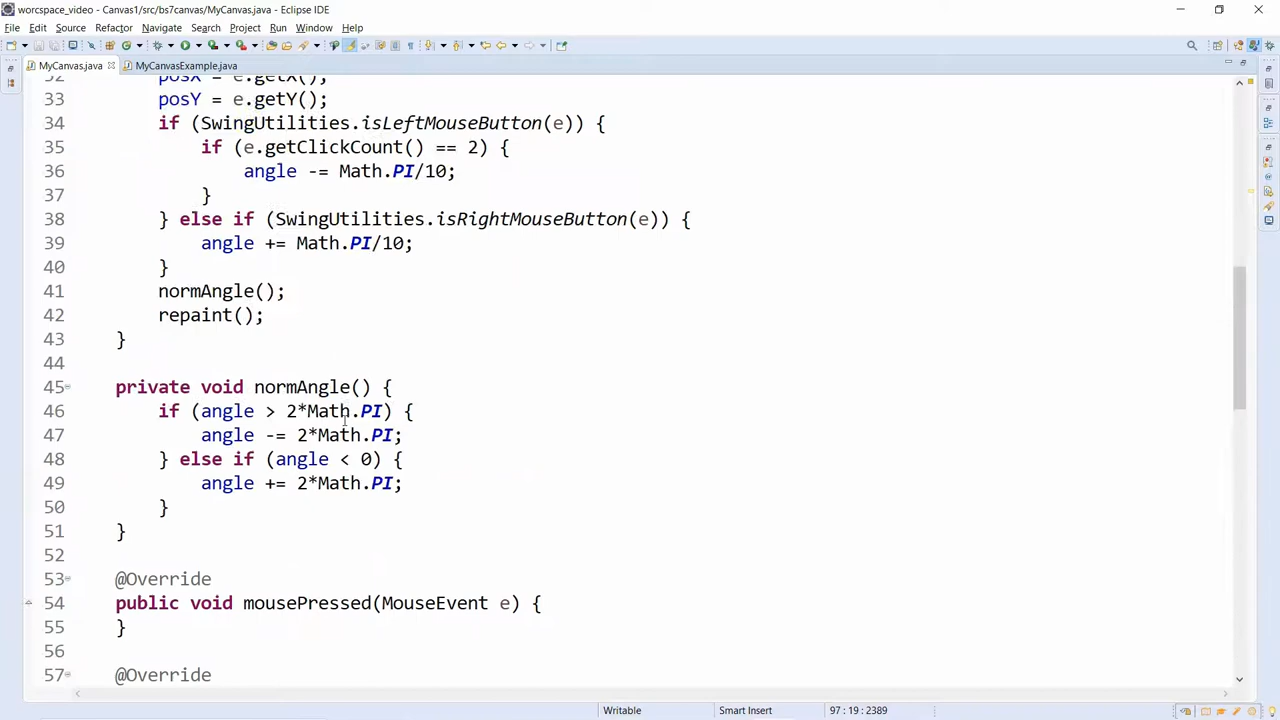 worcspace_video - Canvas1/src/bs7canvas/MyCanvas.java - Eclipse IDE
File Edit Source Refactor Navigate Search Project Run Window Help
MyCanvas.java MyCanvasExample.java
32 posX = e.getX();
33 posY = e.getY();
34 if (SwingUtilities.isLeftMouseButton(e)) {
35 if (e.getClickCount() == 2) {
36 angle -= Math.PI/10;
37 }
38 } else if (SwingUtilities.isRightMouseButton(e)) {
39 angle += Math.PI/10;
40 }
41 normAngle();
42 repaint();
43 }
44
45 private void normAngle() {
46 if (angle > 2*Math.PI) {
47 angle -= 2*Math.PI;
48 } else if (angle < 0) {
49 angle += 2*Math.PI;
50 }
51 }
52
53 @Override
54 public void mousePressed(MouseEvent e) {
55 }
56
57 @Override
Writable Smart Insert 97 : 19 : 2389